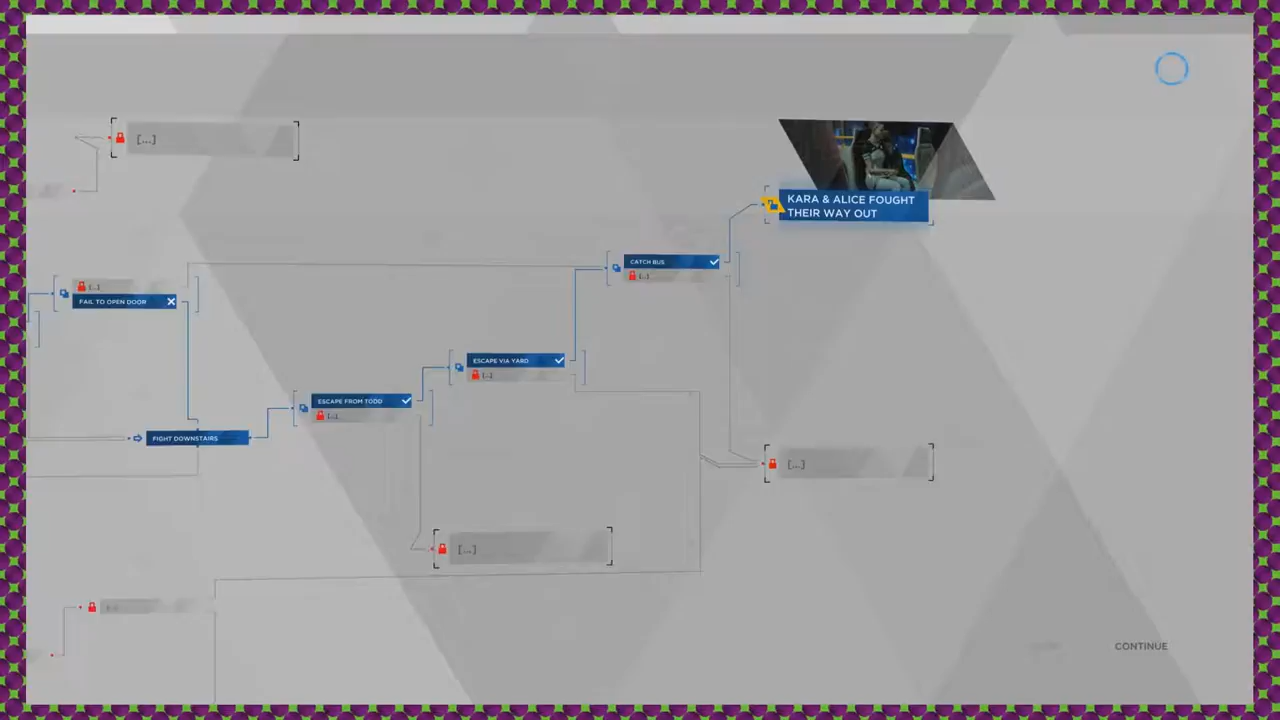 [...]
KARA & ALICE FOUGHT
THEIR WAY OUT
CATCH BUS
[...]
[...]
FAIL TO OPEN DOOR
ESCAPE VIA YARD
[...]
ESCAPE FROM TODD
[...]
FIGHT DOWNSTAIRS
[...]
[...]
CONTINUE